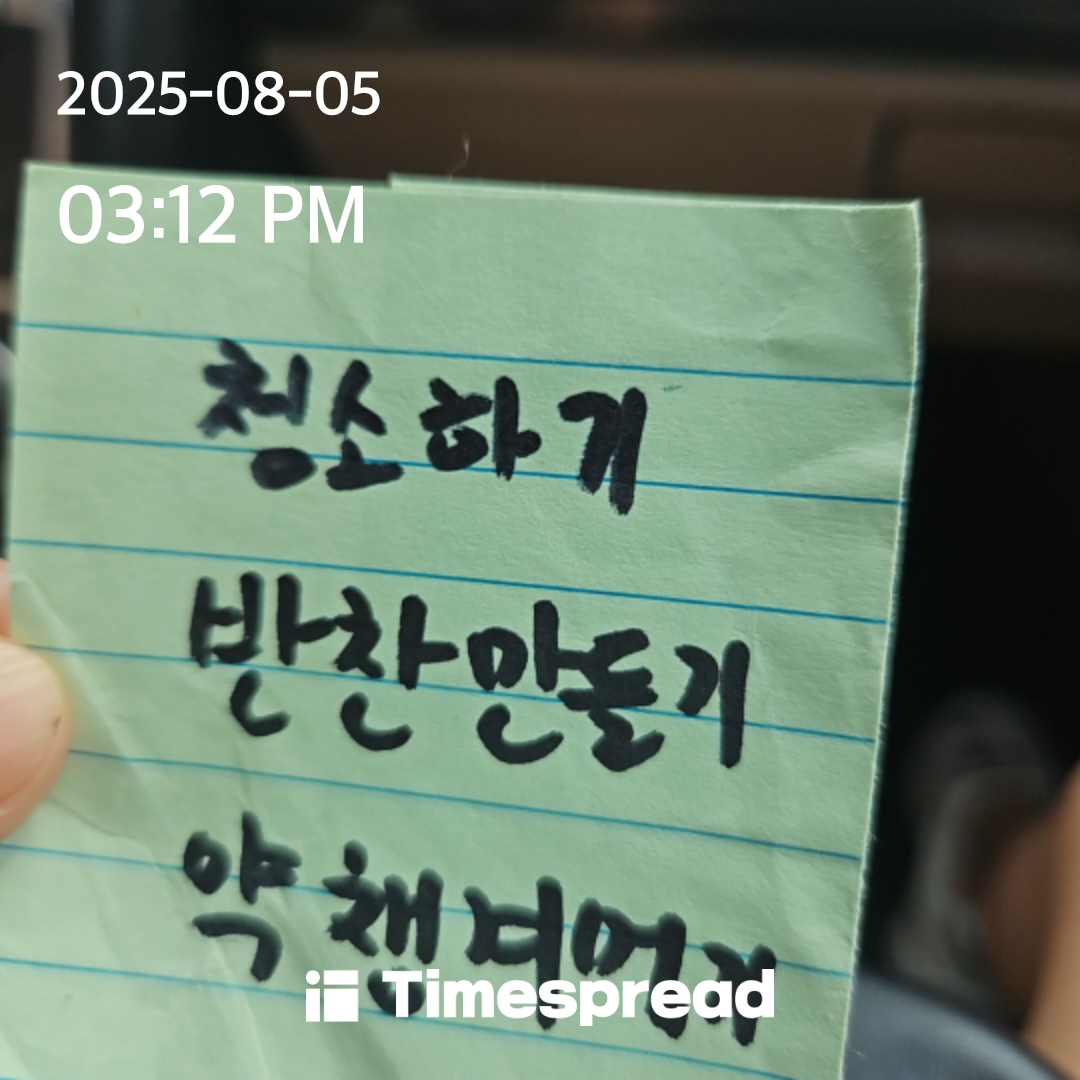 2025-08-05
03:12 PM
청소하기
반찬만들기
약챙겨먹기
Timespread